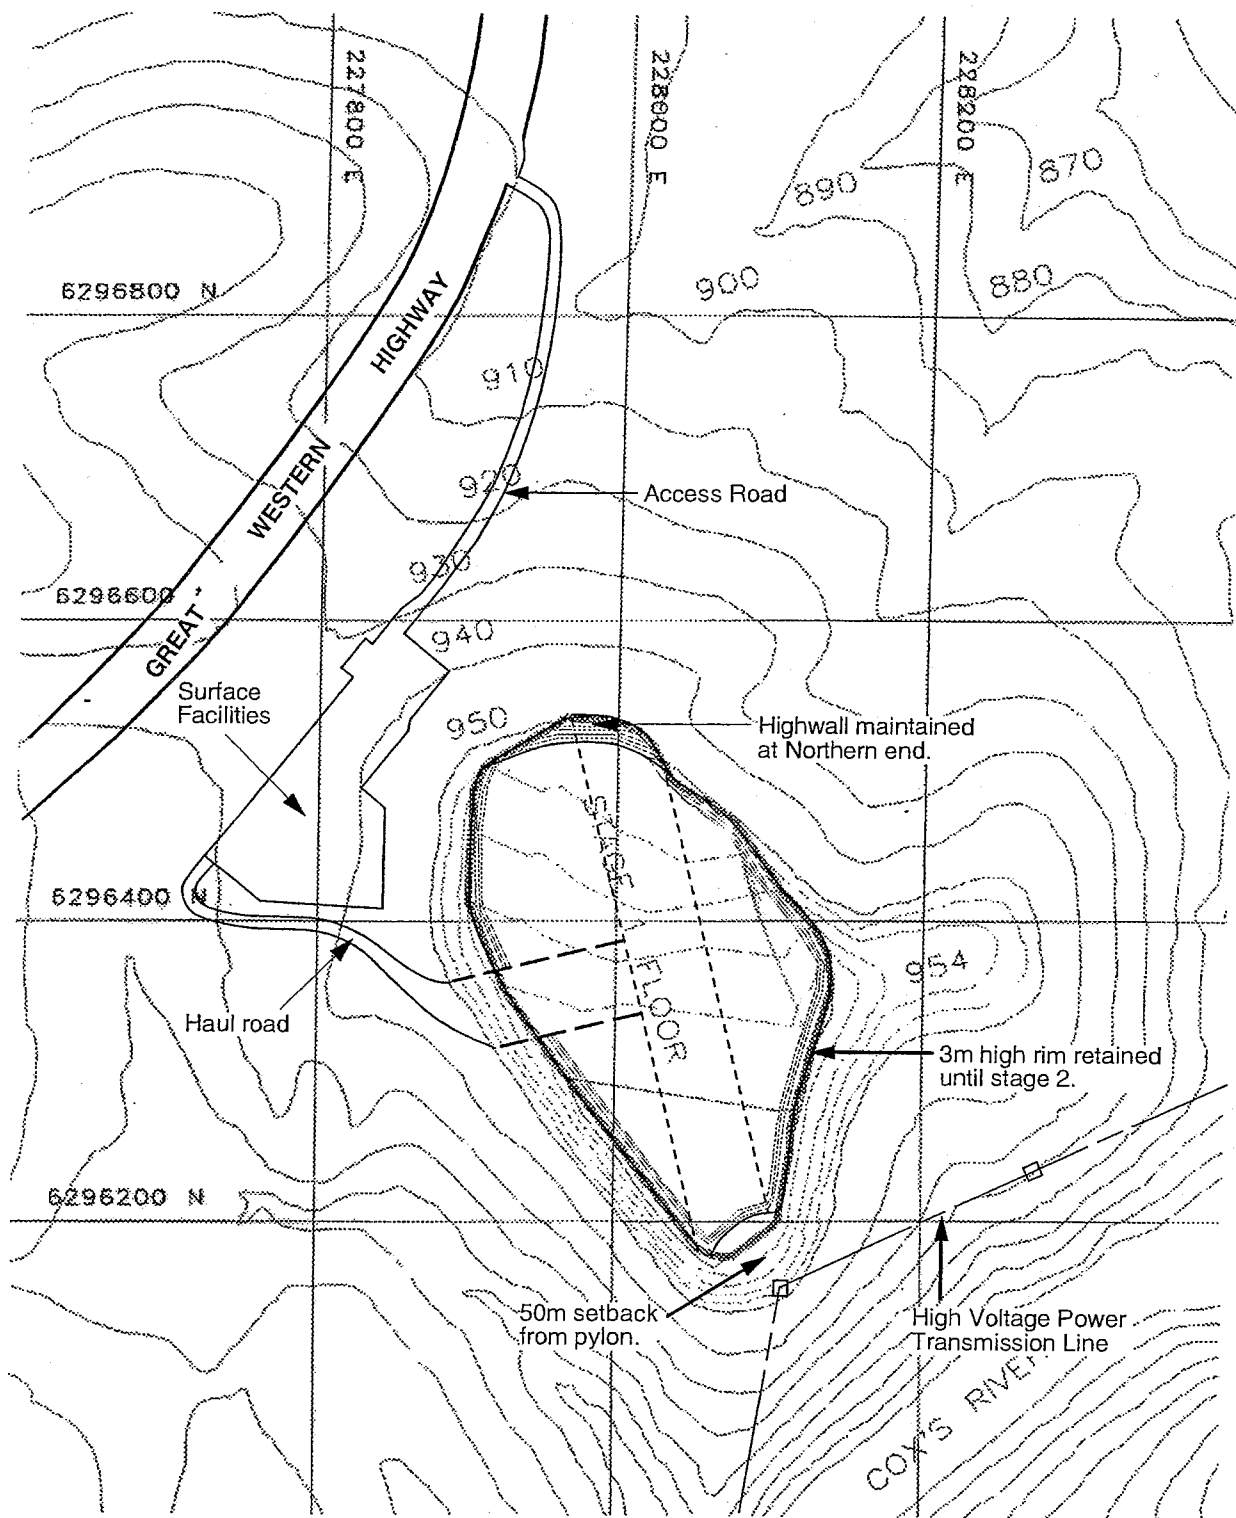 227800 E
228000 E
228200 E
870
890
880
900
6296800 N
GREAT WESTERN HIGHWAY
910
920
Access Road
930
6296600
940
Surface
Facilities
950
Highwall maintained
at Northern end.
STAGE
FLOOR
6296400 N
954
Haul road
3m high rim retained
until stage 2.
6296200 N
50m setback
from pylon.
High Voltage Power
Transmission Line
COX'S RIVER